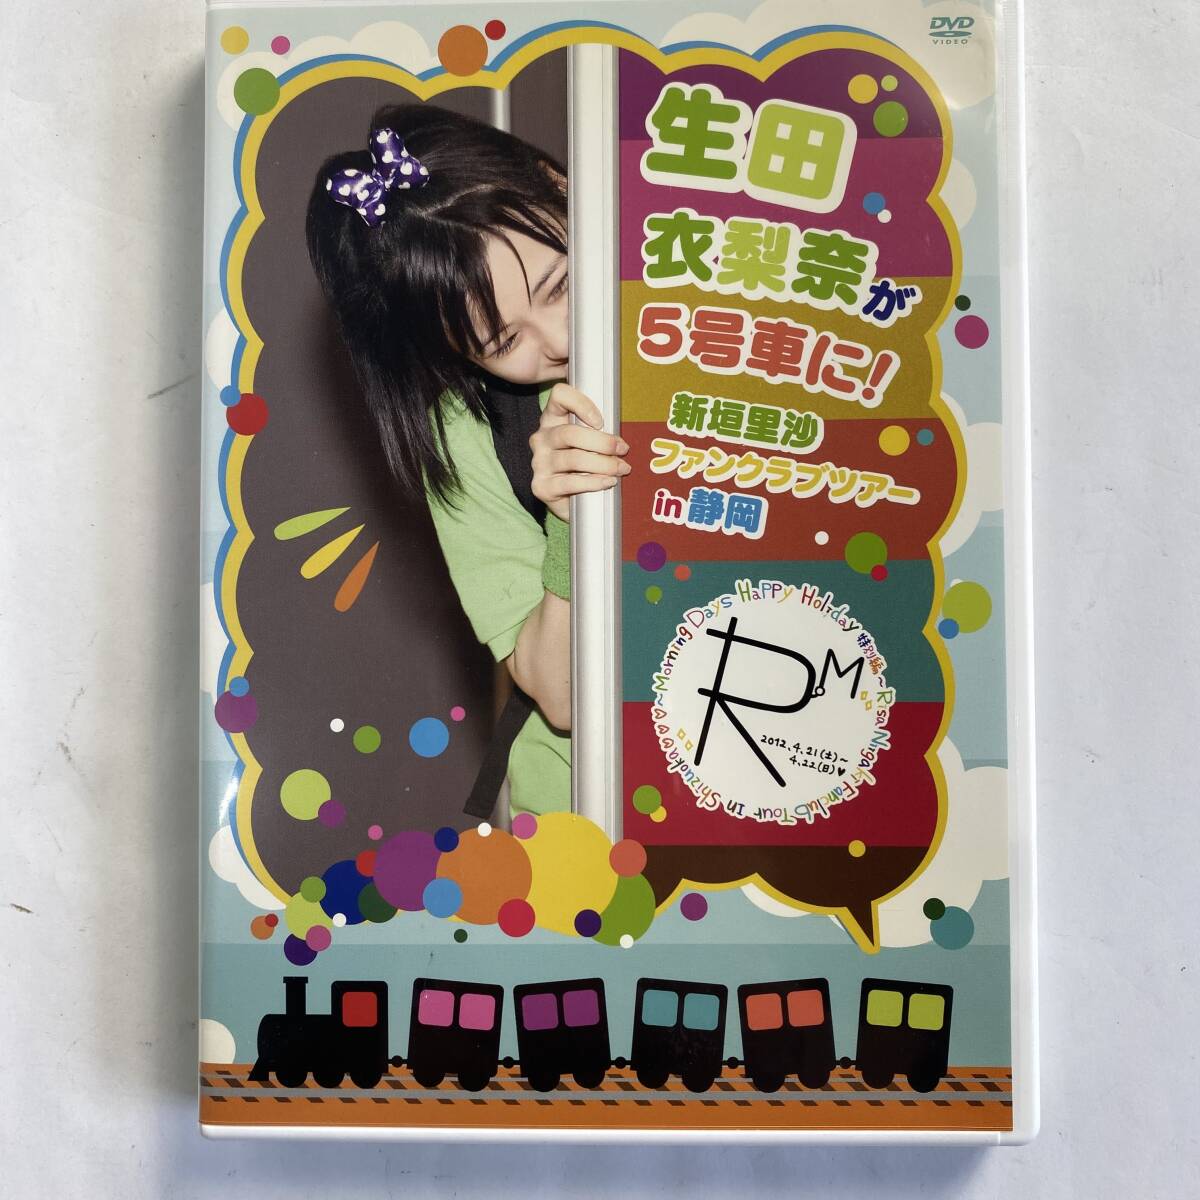 DVD
VIDEO
生田
衣梨奈が
5号車に!
新垣里沙
ファンクラブツアー
in 静岡
~Morning Days Happy Holiday 特別編~ Risa Niigaki Fanclub Tour in Shizuoka♡♡♡♡
R.M
2012.4.21(土)~
4.22(日)♥